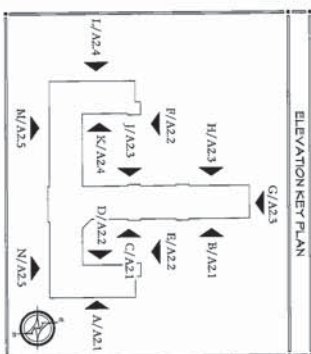 ELEVATION KEY PLAN
G/A2.3
H/A2.3
B/A2.1
F/A2.2
E/A2.2
J/A2.3
C/A2.1
L/A2.4
K/A2.4
D/A2.2
A/A2.1
M/A2.5
N/A2.5